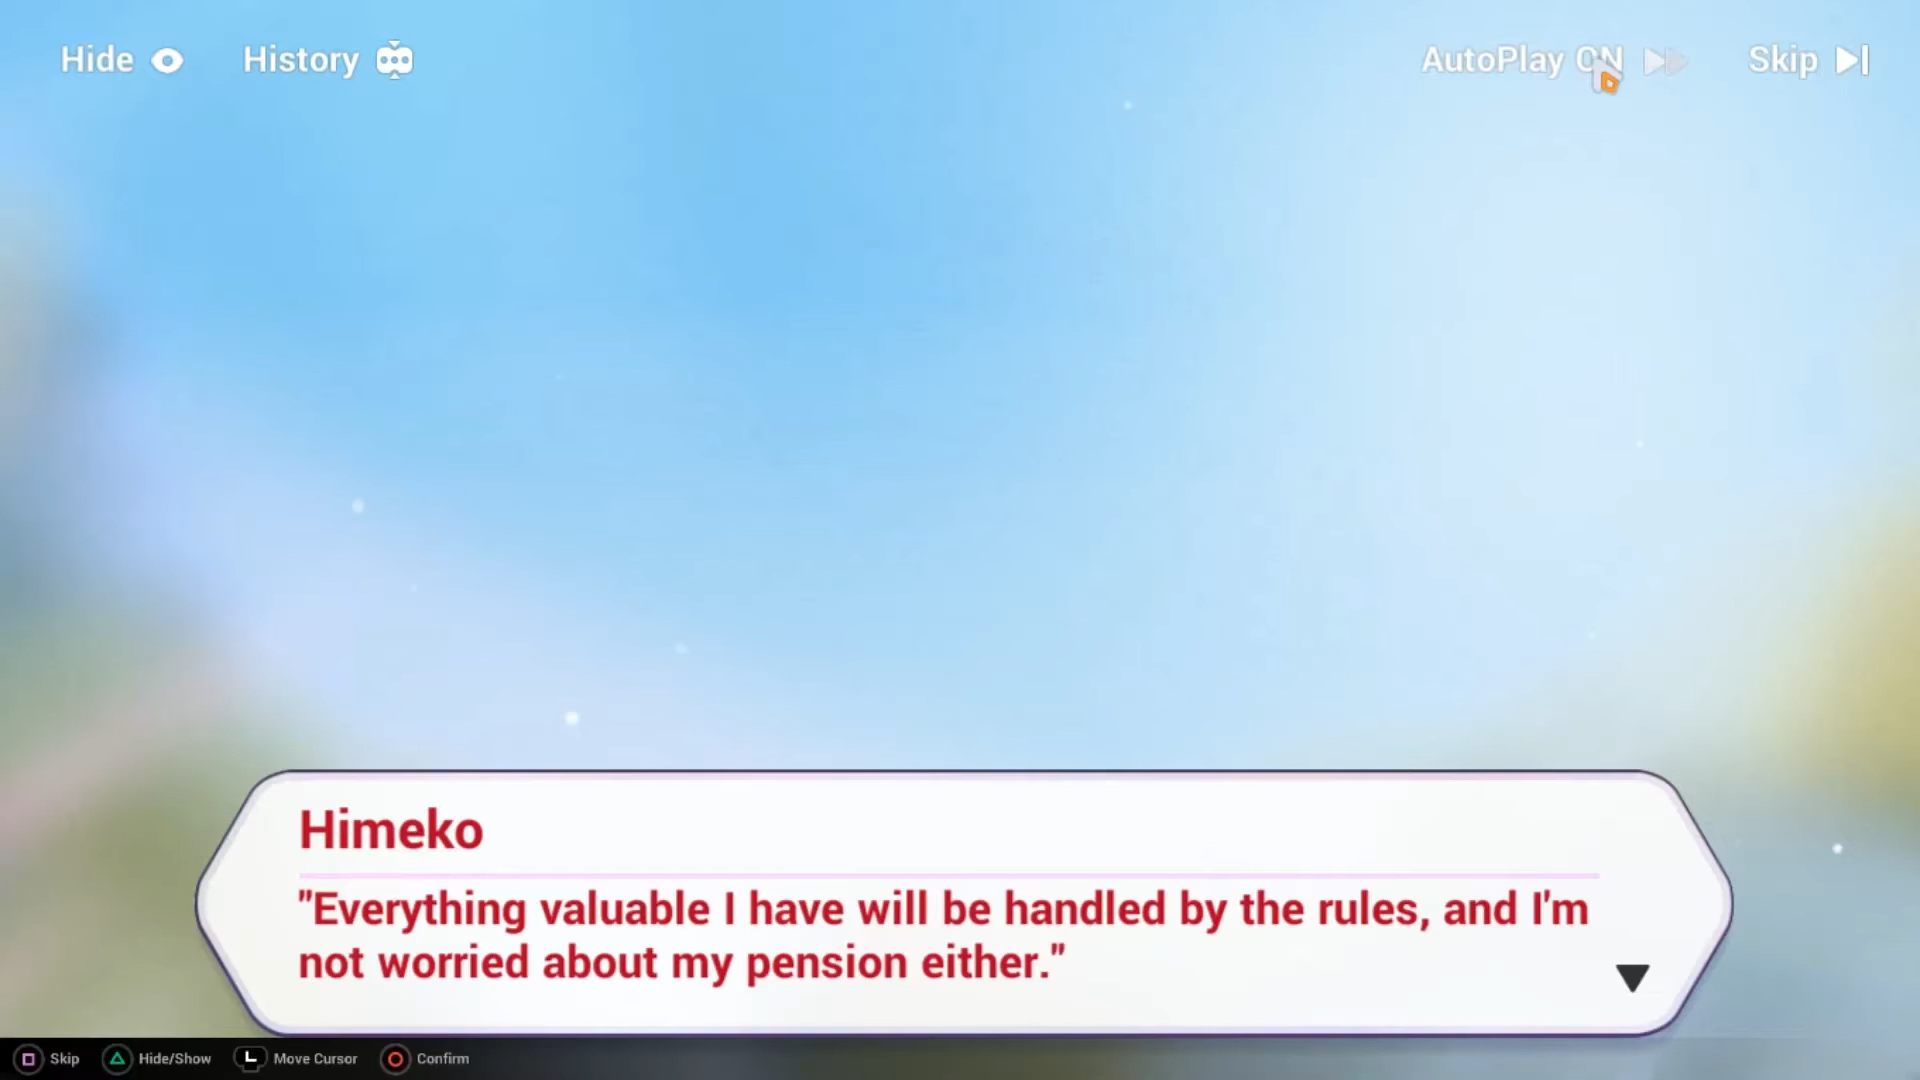 Hide
History
AutoPlay ON
Skip
Himeko
"Everything valuable I have will be handled by the rules, and I'm
not worried about my pension either."
Skip
Hide/Show
L
Move Cursor
Confirm